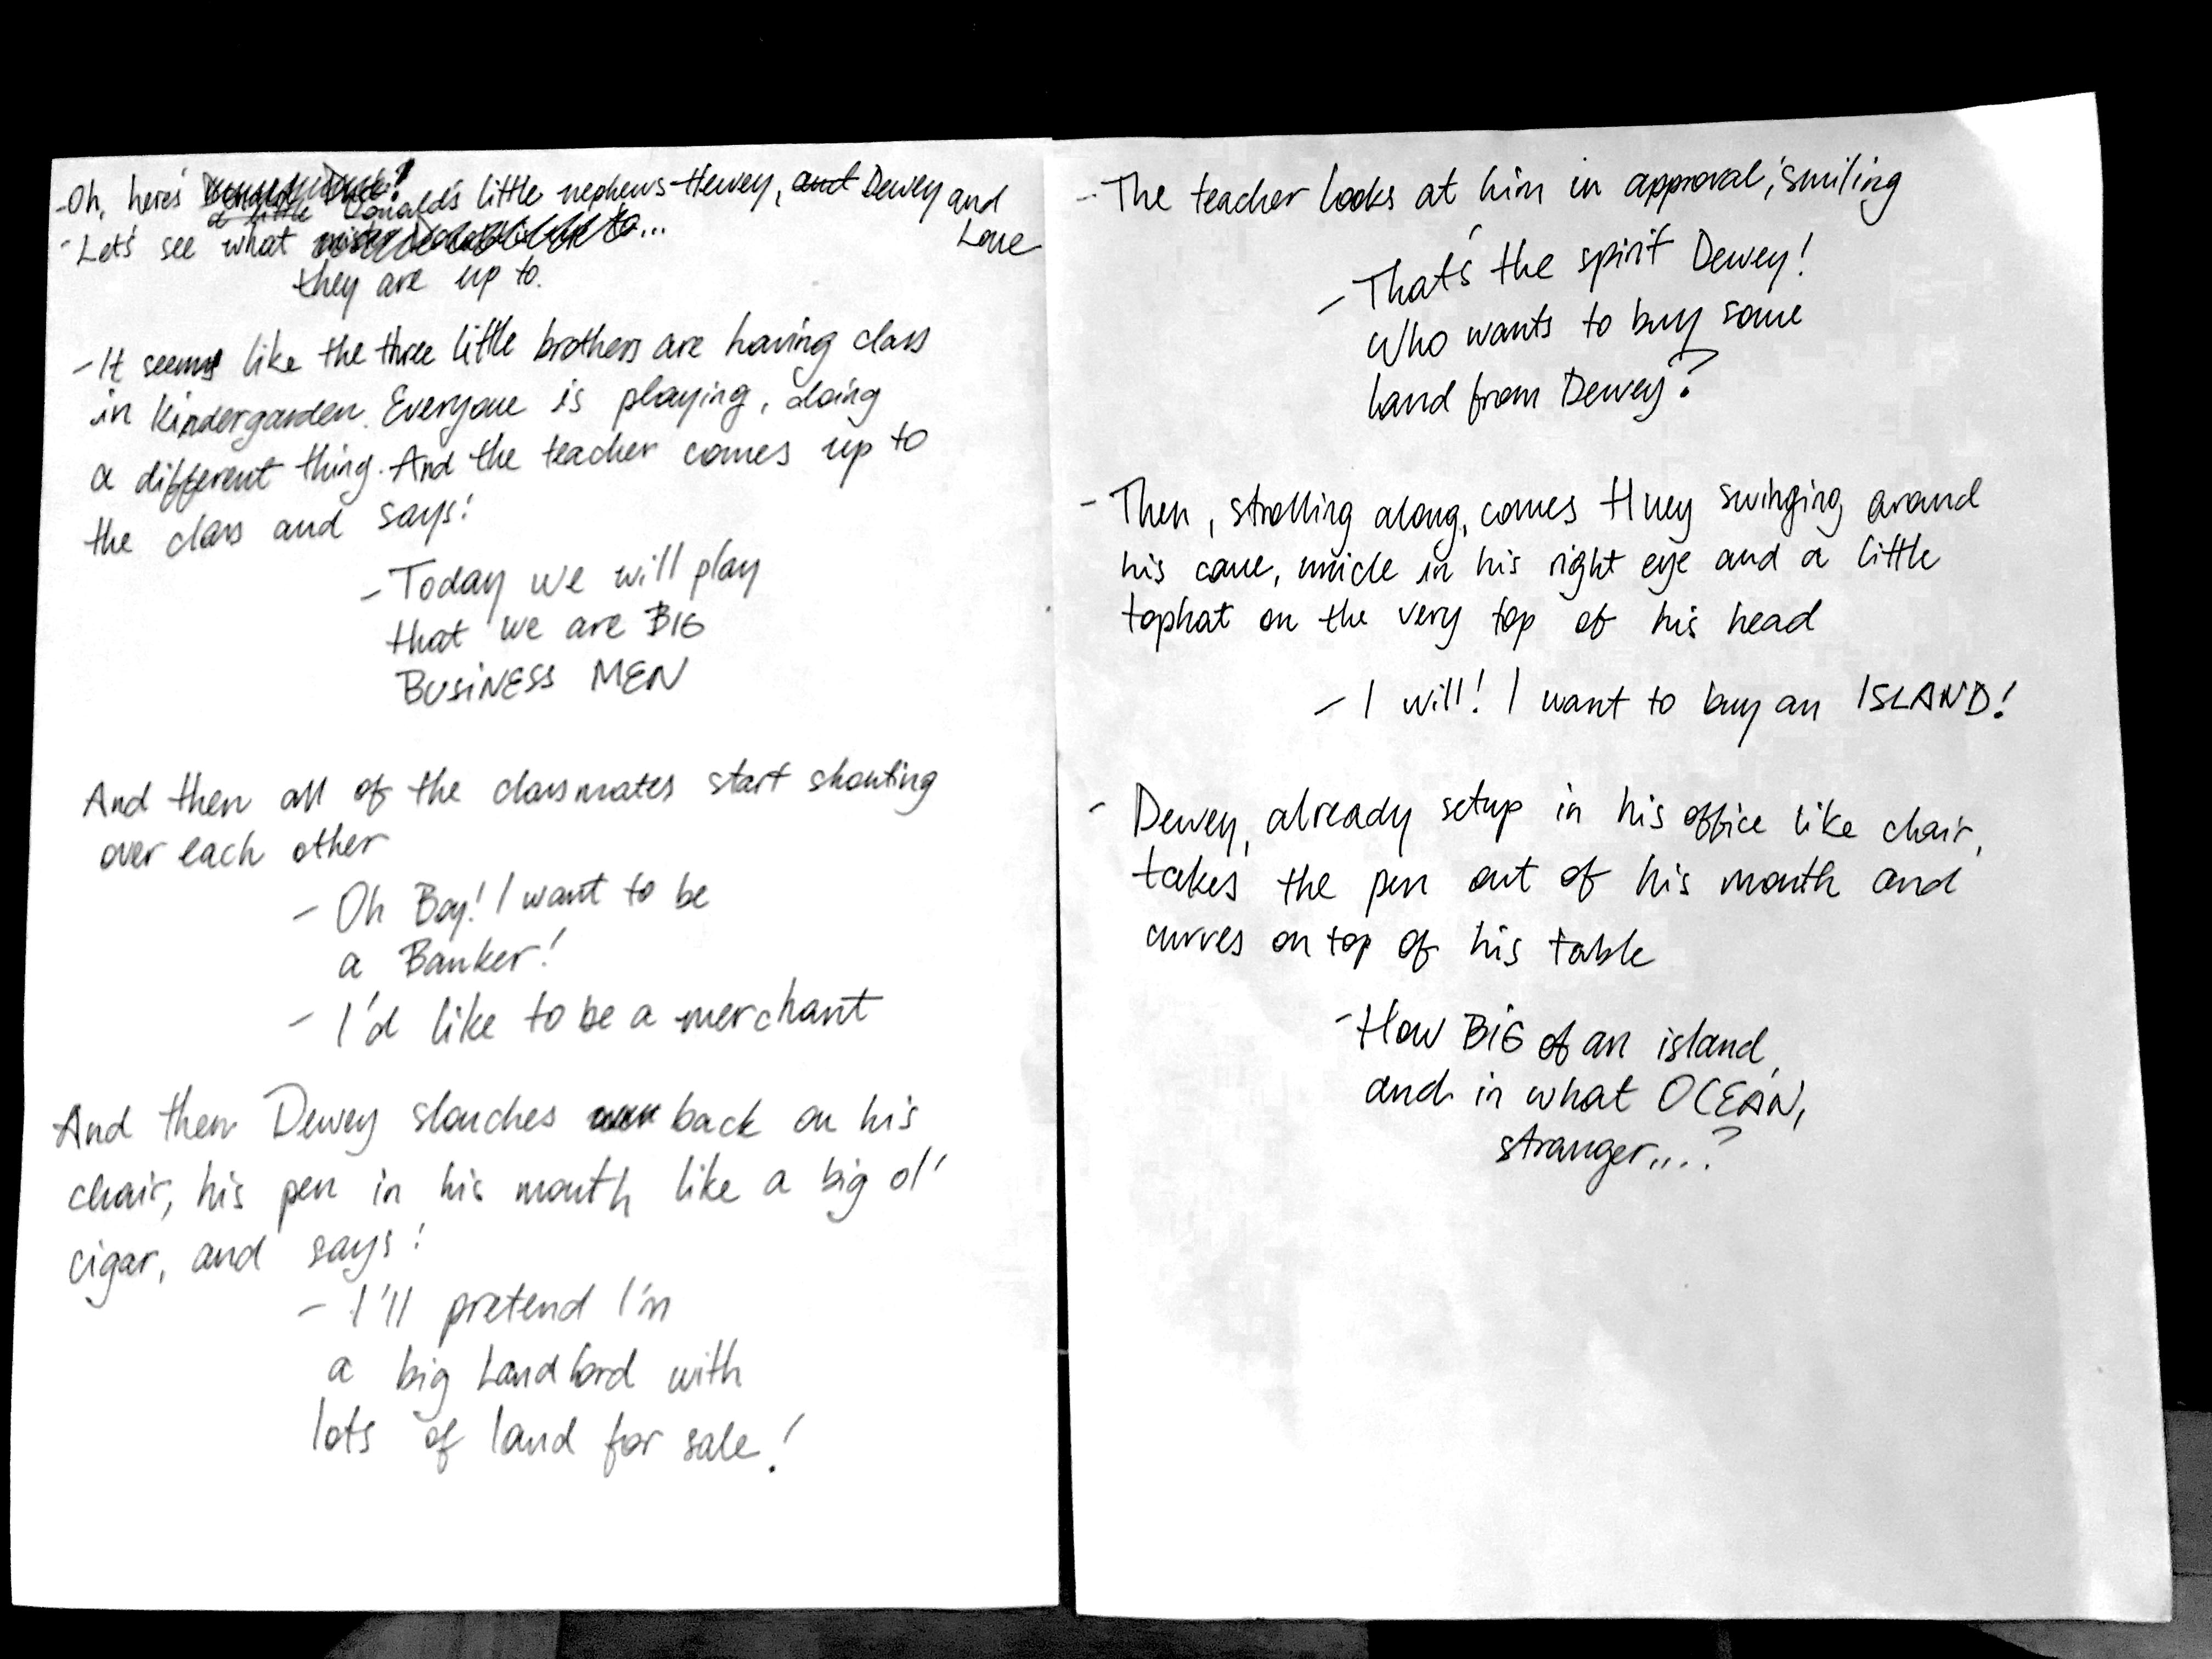 - Oh, here's Donald's little nephews Hewey, and Dewey and
Loue
- Let's see what
they are up to.
- It seems like the three little brothers are having class
in kindergarden. Everyone is playing, doing
a different thing. And the teacher comes up to
the class and says:
- Today we will play
that we are BIG
BUSINESS MEN
And then all of the classmates start shouting
over each other
- Oh Boy! I want to be
a Banker!
- I'd like to be a merchant
And then Dewey slouches back on his
chair, his pen in his mouth like a big ol'
cigar, and says:
- I'll pretend I'm
a big Landlord with
lots of land for sale!
- The teacher looks at him in approval, smiling
- That's the spirit Dewey!
Who wants to buy some
land from Dewey?
- Then, strolling along, comes Huey swinging around
his cane, in his right eye and a little
tophat on the very top of his head
- I will! I want to buy an ISLAND!
- Dewey, already setup in his office like chair,
takes the pen out of his mouth and
curves on top of his table
- How BIG of an island,
and in what OCEAN,
stranger....?